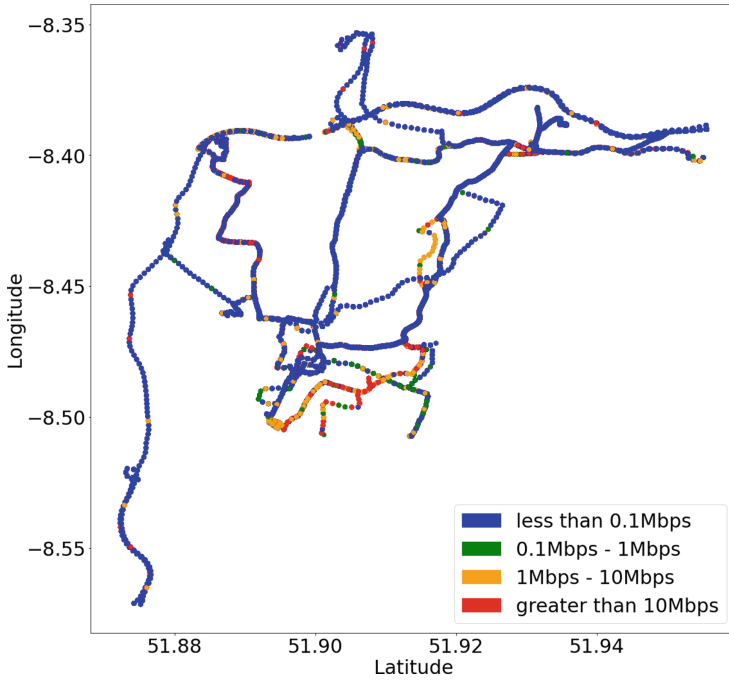 −8.35
−8.40
−8.45
−8.50
−8.55
Longitude
less than 0.1Mbps
0.1Mbps - 1Mbps
1Mbps - 10Mbps
greater than 10Mbps
51.88 51.90 51.92 51.94
Latitude